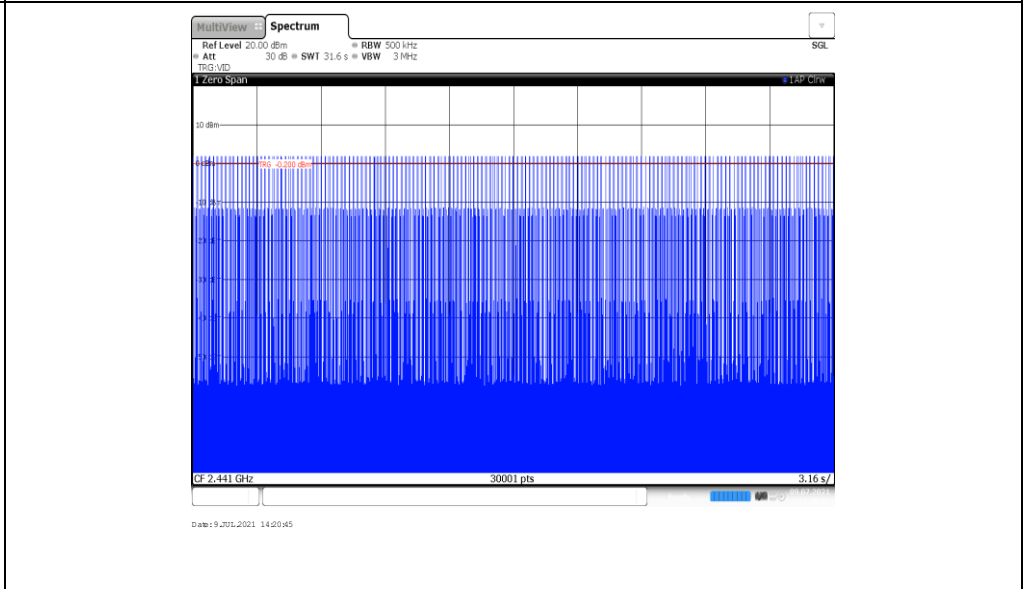 MultiView Spectrum
Ref Level 20.00 dBm RBW 500 kHz SGL
Att 30 dB SWT 31.6 s VBW 3 MHz
TRG:VID
1 Zero Span 1AP Clrw
10 dBm
0 dBm
TRG -0.200 dBm
CF 2.441 GHz 30001 pts 3.16 s/
Date: 9.JUL.2021 14:20:45